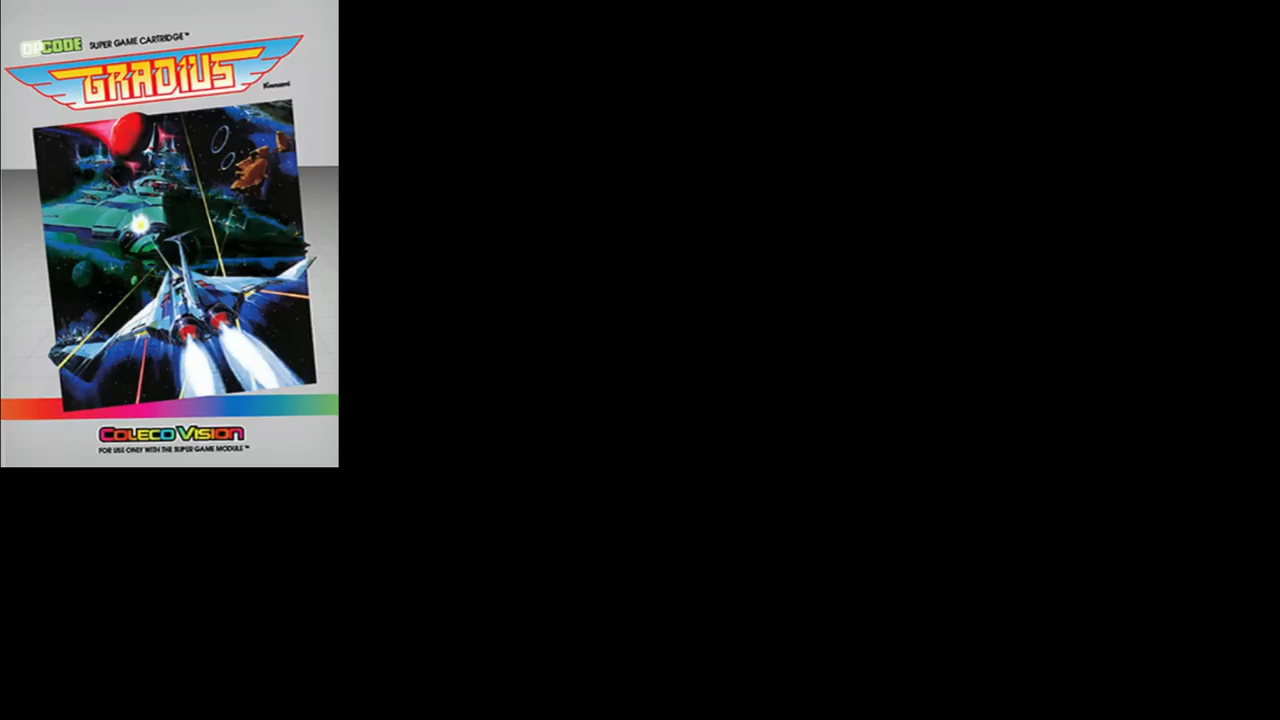 OPCODE SUPER GAME CARTRIDGE™
GRADIUS
Konami
COLECOVISION
FOR USE ONLY WITH THE SUPER GAME MODULE™